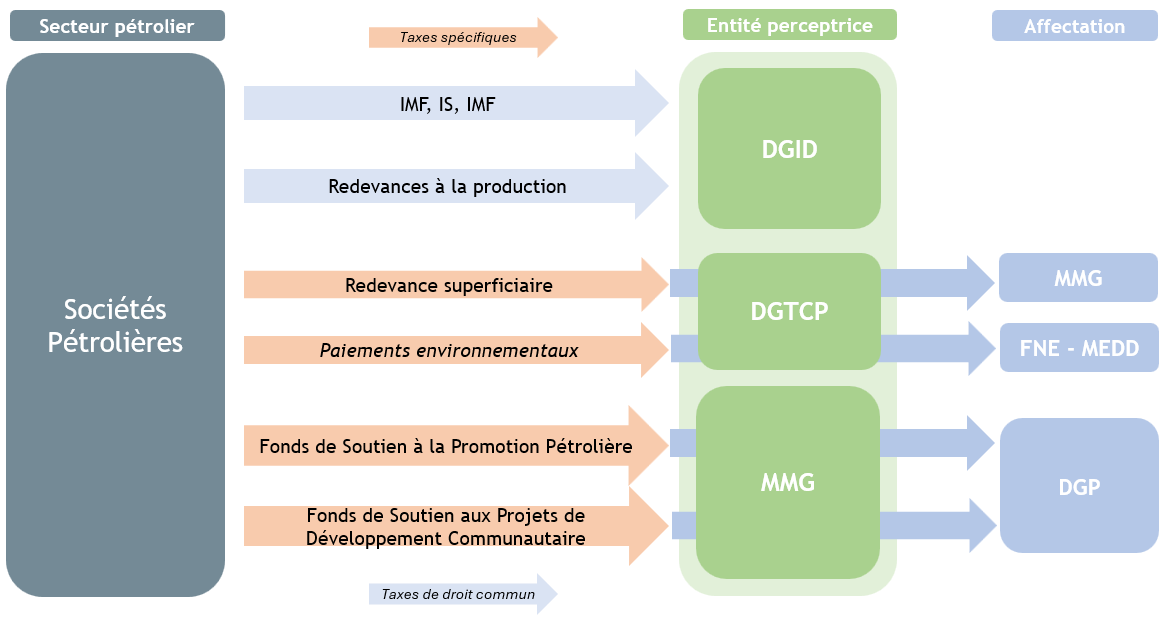 Secteur pétrolier
Taxes spécifiques
Entité perceptrice
Affectation
IMF, IS, IMF
DGID
Redevances à la production
Sociétés
Pétrolières
Redevance superficiaire
DGTCP
MMG
Paiements environnementaux
FNE - MEDD
Fonds de Soutien à la Promotion Pétrolière
MMG
DGP
Fonds de Soutien aux Projets de
Développement Communautaire
Taxes de droit commun